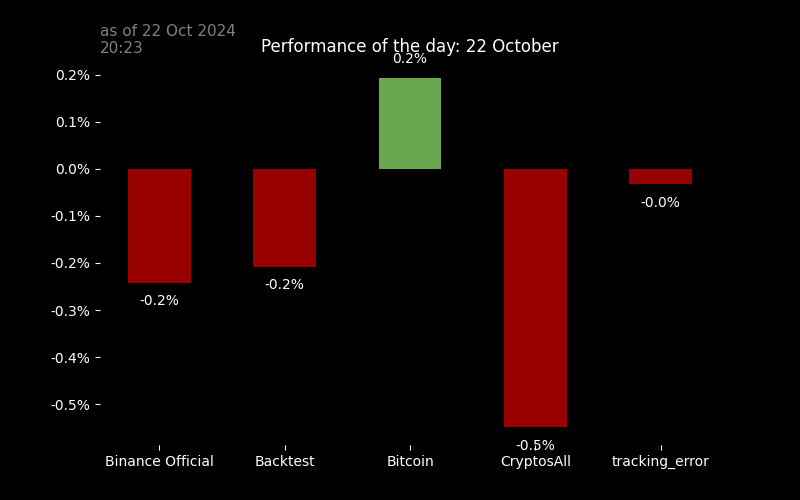 as of 22 Oct 2024
20:23
Performance of the day: 22 October
0.2%
0.2%
0.1%
0.0%
-0.1%
-0.2%
-0.3%
-0.4%
-0.5%
-0.2%
-0.2%
-0.5%
-0.0%
Binance Official
Backtest
Bitcoin
CryptosAll
tracking_error